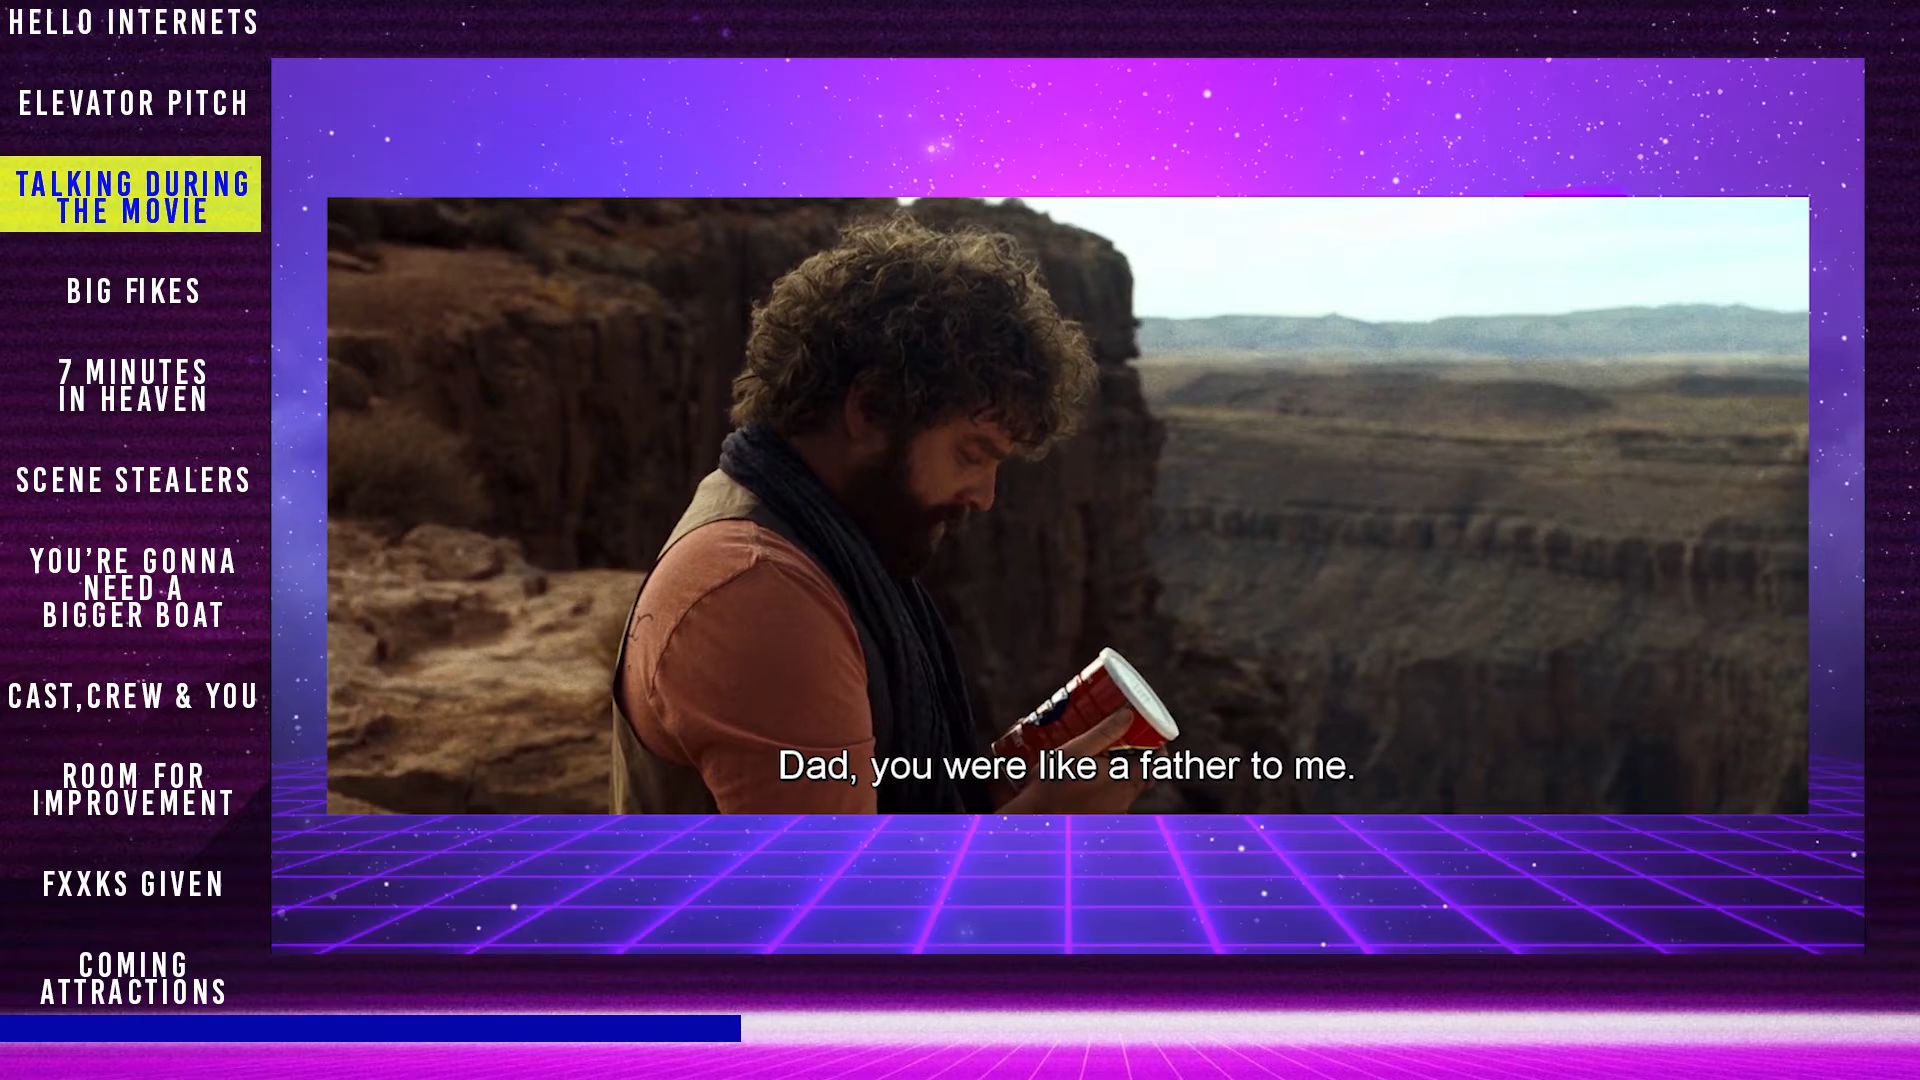 HELLO INTERNETS
ELEVATOR PITCH
TALKING DURING
THE MOVIE
BIG FIKES
7 MINUTES
IN HEAVEN
SCENE STEALERS
YOU'RE GONNA
NEED A
BIGGER BOAT
CAST,CREW & YOU
ROOM FOR
IMPROVEMENT
FXXKS GIVEN
COMING
ATTRACTIONS
Dad, you were like a father to me.